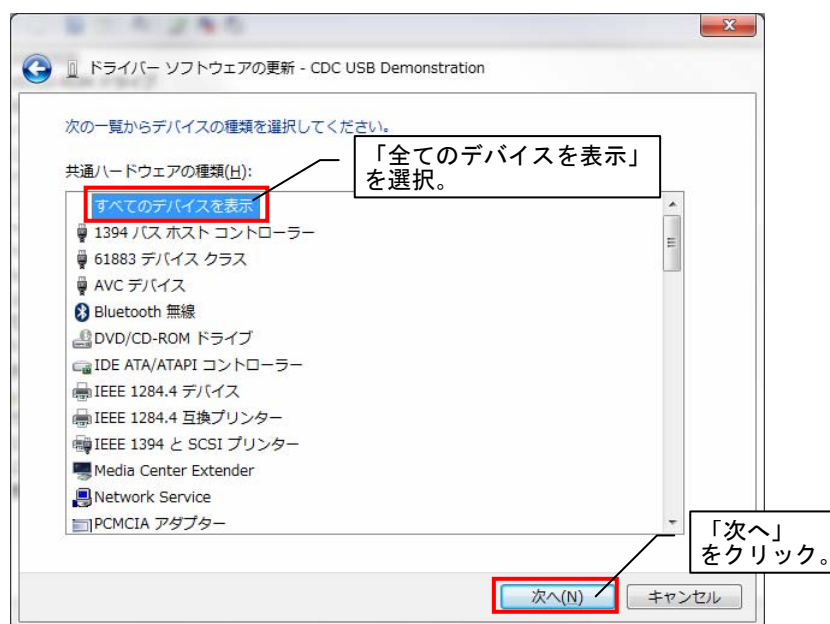 ドライバー ソフトウェアの更新 - CDC USB Demonstration
次の一覧からデバイスの種類を選択してください。
「全てのデバイスを表示」
を選択。
共通ハードウェアの種類(H):
すべてのデバイスを表示
1394 バス ホスト コントローラー
61883 デバイス クラス
AVC デバイス
Bluetooth 無線
DVD/CD-ROM ドライブ
IDE ATA/ATAPI コントローラー
IEEE 1284.4 デバイス
IEEE 1284.4 互換プリンター
IEEE 1394 と SCSI プリンター
Media Center Extender
Network Service
PCMCIA アダプター
「次へ」
をクリック。
次へ(N)
キャンセル